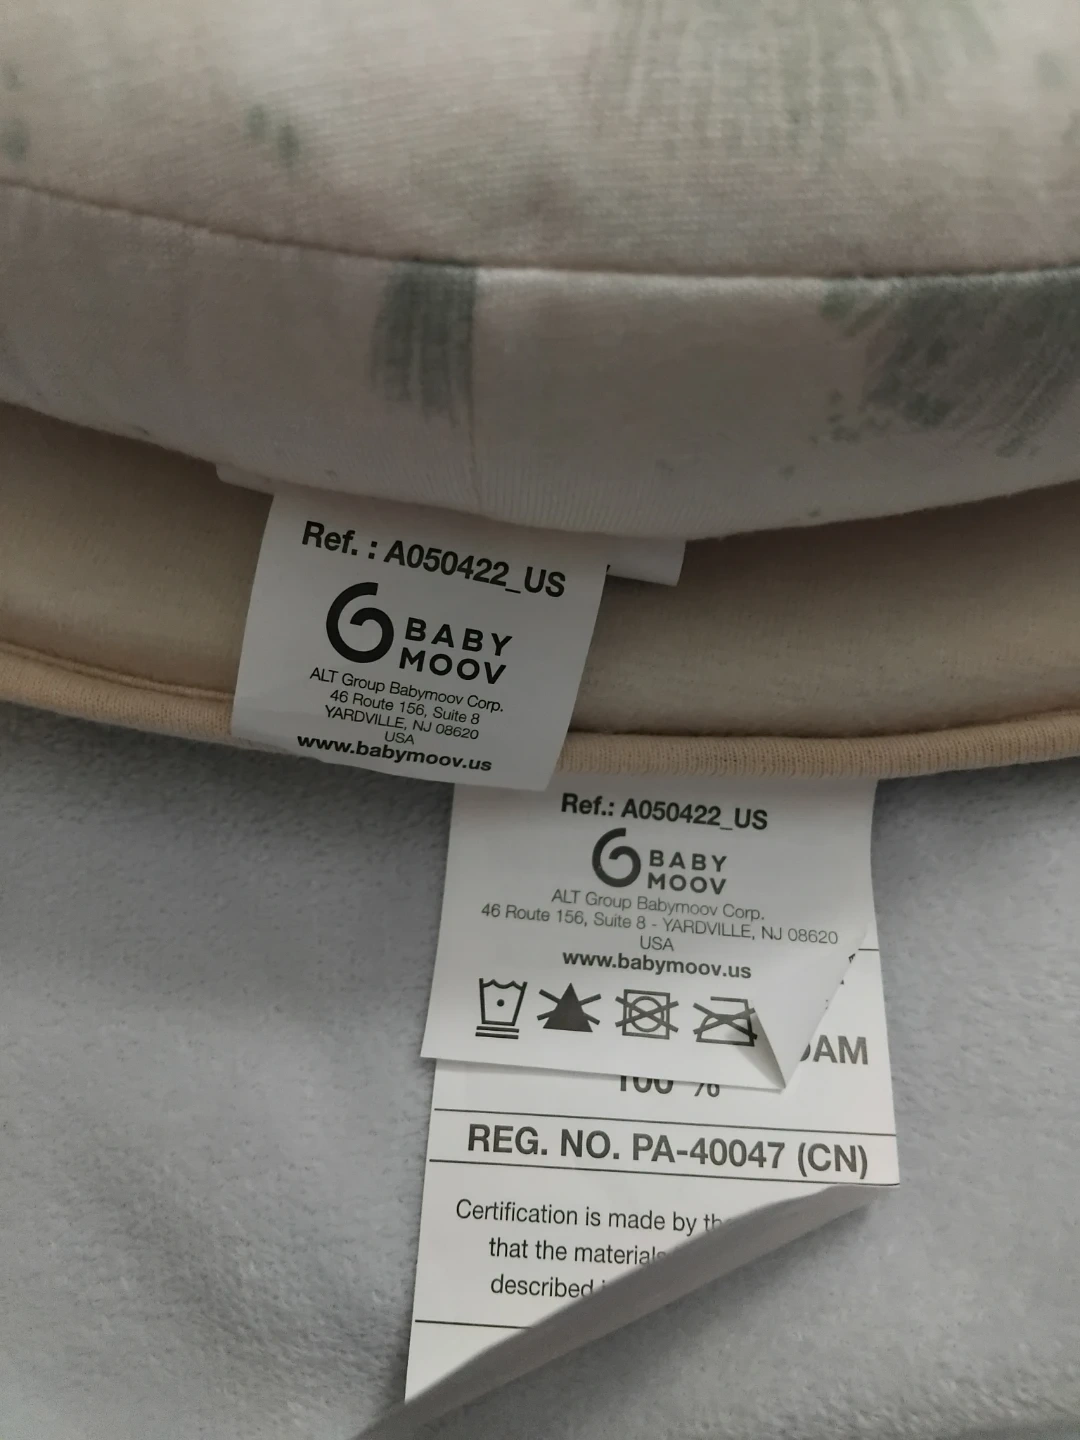 Ref. : A050422_US
BABY
MOOV
ALT Group Babymoov Corp.
46 Route 156, Suite 8
YARDVILLE, NJ 08620
USA
www.babymoov.us
Ref.: A050422_US
BABY
MOOV
ALT Group Babymoov Corp.
46 Route 156, Suite 8 - YARDVILLE, NJ 08620
USA
www.babymoov.us
100 %
REG. NO. PA-40047 (CN)
Certification is made by
that the materials
described